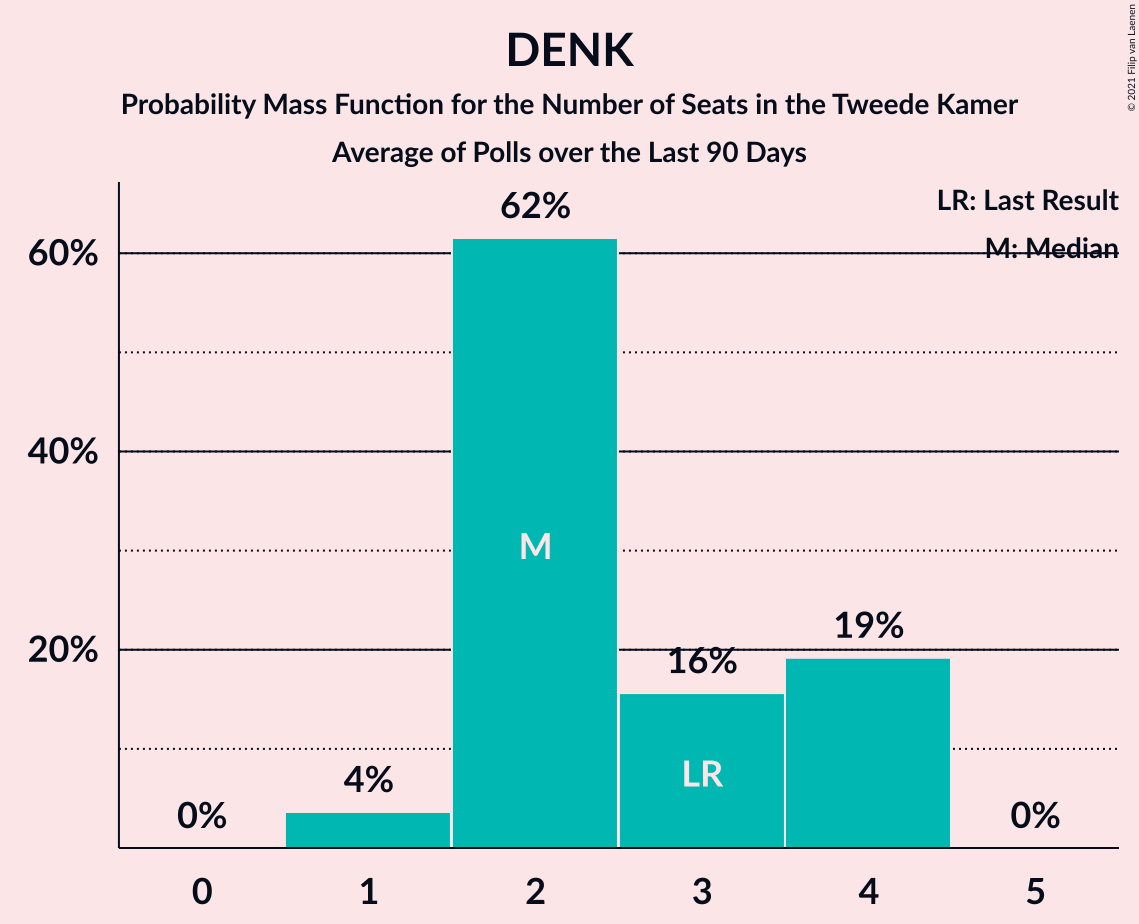 DENK
Probability Mass Function for the Number of Seats in the Tweede Kamer
Average of Polls over the Last 90 Days
© 2021 Filip van Laenen
LR: Last Result
M: Median
62%
60%
40%
M
19%
20%
16%
LR
4%
0%
0%
0 1 2 3 4 5